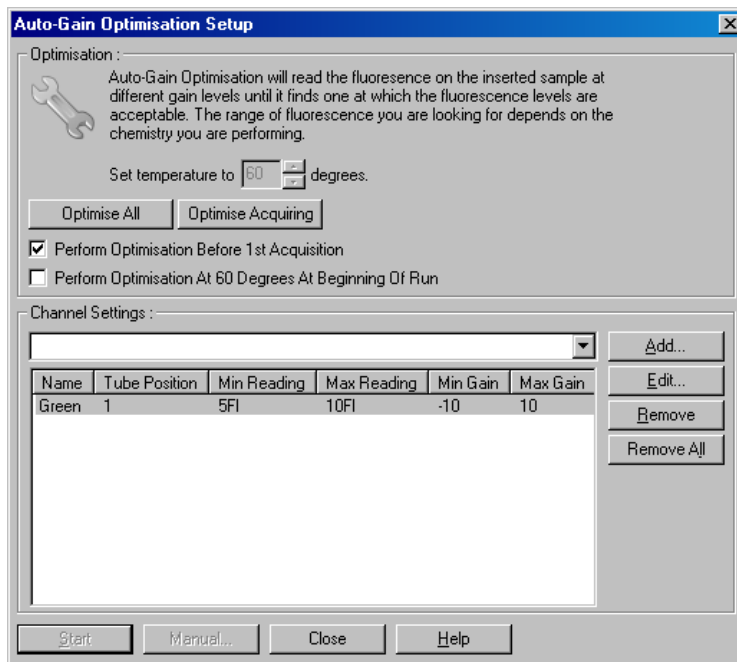 Auto-Gain Optimisation Setup
Optimisation :
Auto-Gain Optimisation will read the fluoresence on the inserted sample at
different gain levels until it finds one at which the fluorescence levels are
acceptable. The range of fluorescence you are looking for depends on the
chemistry you are performing.
Set temperature to 60 degrees.
Optimise All Optimise Acquiring
Perform Optimisation Before 1st Acquisition
Perform Optimisation At 60 Degrees At Beginning Of Run
Channel Settings :
Add...
Name Tube Position Min Reading Max Reading Min Gain Max Gain Edit...
Green 1 5Fl 10Fl -10 10
Remove
Remove All
Start Manual... Close Help